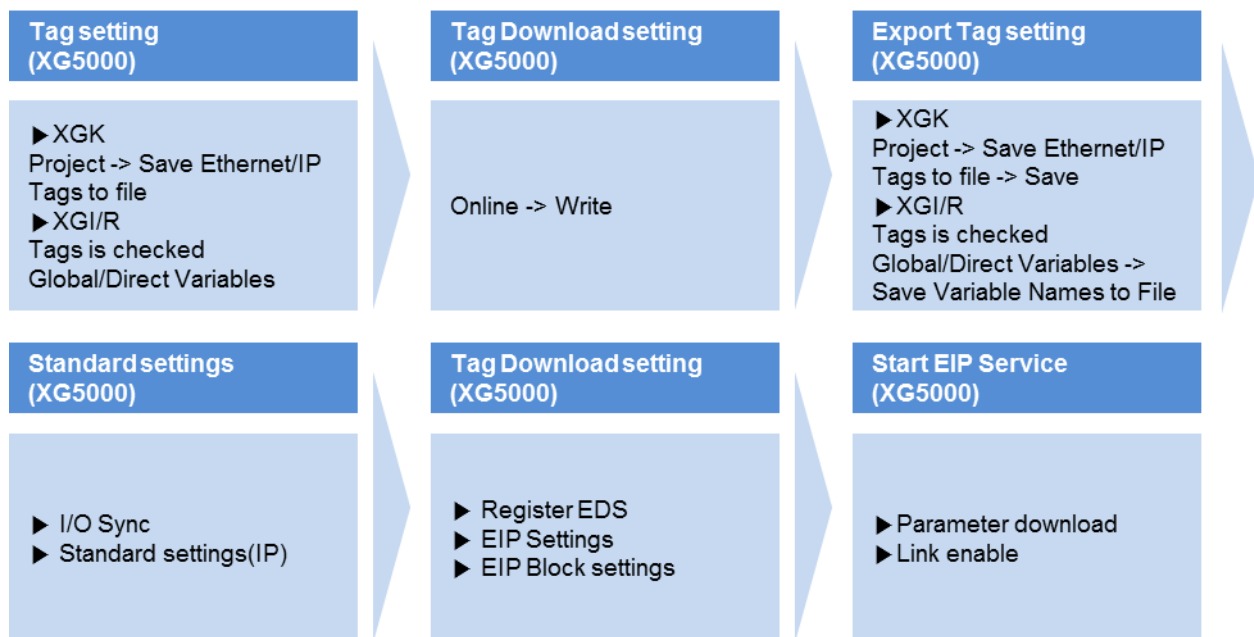 Tag setting
(XG5000)
▶XGK
Project -> Save Ethernet/IP
Tags to file
▶XGI/R
Tags is checked
Global/Direct Variables
Tag Download setting
(XG5000)
Online -> Write
Export Tag setting
(XG5000)
▶XGK
Project -> Save Ethernet/IP
Tags to file -> Save
▶XGI/R
Tags is checked
Global/Direct Variables ->
Save Variable Names to File
Standard settings
(XG5000)
▶ I/O Sync
▶ Standard settings(IP)
Tag Download setting
(XG5000)
▶ Register EDS
▶ EIP Settings
▶ EIP Block settings
Start EIP Service
(XG5000)
▶Parameter download
▶Link enable